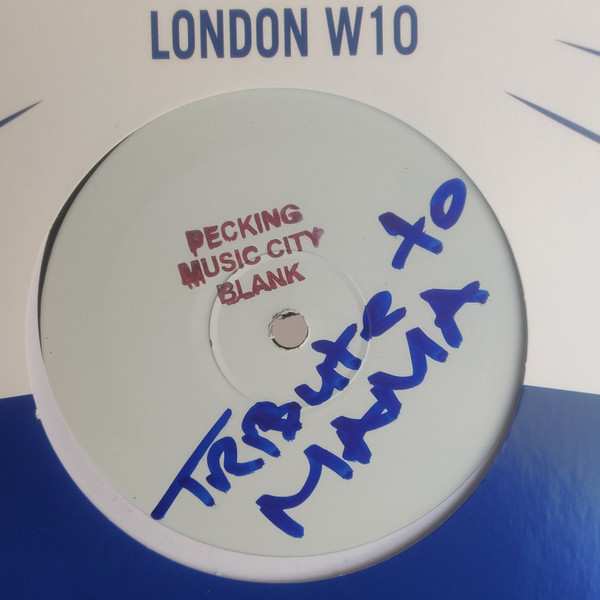 LONDON W10
PECKING
MUSIC CITY
BLANK
TRIBUTE TO
MAMA